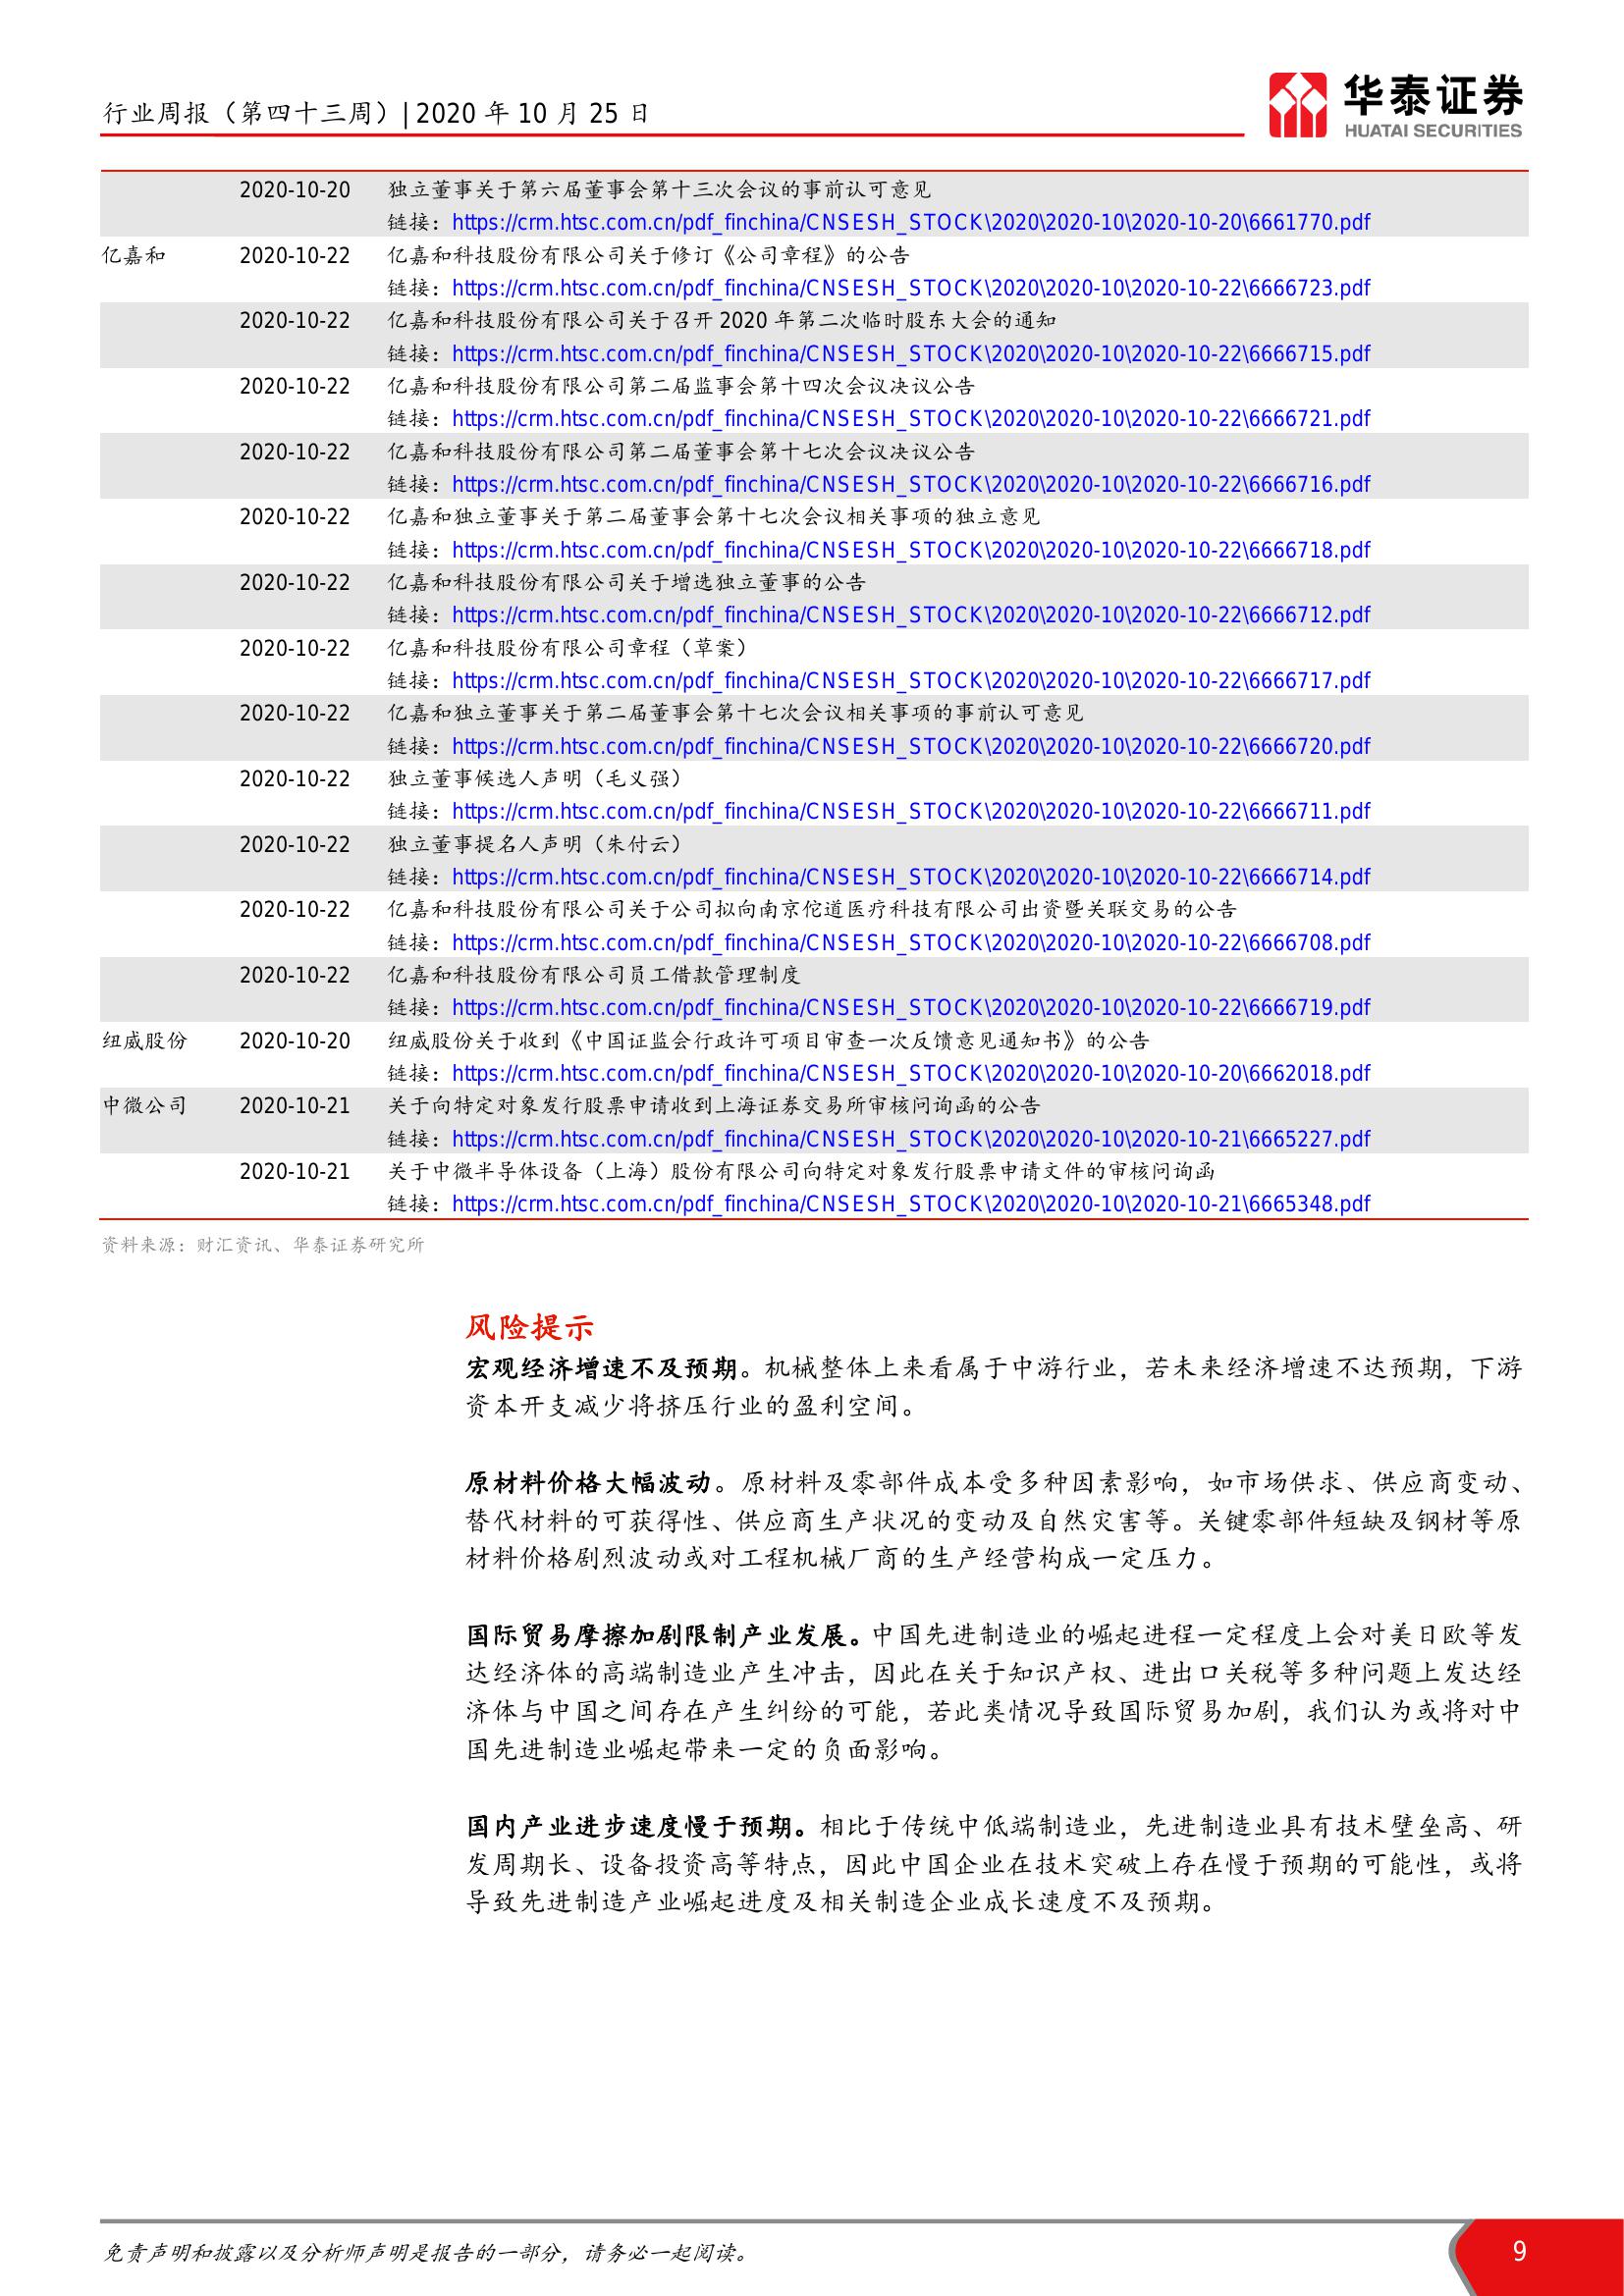 行业周报（第四十三周）| 2020 年 10 月 25 日
华泰证券
HUATAI SECURITIES
2020-10-20 独立董事关于第六届董事会第十三次会议的事前认可意见
链接：https://crm.htsc.com.cn/pdf_finchina/CNSESH_STOCK\2020\2020-10\2020-10-20\6661770.pdf
亿嘉和 2020-10-22 亿嘉和科技股份有限公司关于修订《公司章程》的公告
链接：https://crm.htsc.com.cn/pdf_finchina/CNSESH_STOCK\2020\2020-10\2020-10-22\6666723.pdf
2020-10-22 亿嘉和科技股份有限公司关于召开 2020 年第二次临时股东大会的通知
链接：https://crm.htsc.com.cn/pdf_finchina/CNSESH_STOCK\2020\2020-10\2020-10-22\6666715.pdf
2020-10-22 亿嘉和科技股份有限公司第二届监事会第十四次会议决议公告
链接：https://crm.htsc.com.cn/pdf_finchina/CNSESH_STOCK\2020\2020-10\2020-10-22\6666721.pdf
2020-10-22 亿嘉和科技股份有限公司第二届董事会第十七次会议决议公告
链接：https://crm.htsc.com.cn/pdf_finchina/CNSESH_STOCK\2020\2020-10\2020-10-22\6666716.pdf
2020-10-22 亿嘉和独立董事关于第二届董事会第十七次会议相关事项的独立意见
链接：https://crm.htsc.com.cn/pdf_finchina/CNSESH_STOCK\2020\2020-10\2020-10-22\6666718.pdf
2020-10-22 亿嘉和科技股份有限公司关于增选独立董事的公告
链接：https://crm.htsc.com.cn/pdf_finchina/CNSESH_STOCK\2020\2020-10\2020-10-22\6666712.pdf
2020-10-22 亿嘉和科技股份有限公司章程（草案）
链接：https://crm.htsc.com.cn/pdf_finchina/CNSESH_STOCK\2020\2020-10\2020-10-22\6666717.pdf
2020-10-22 亿嘉和独立董事关于第二届董事会第十七次会议相关事项的事前认可意见
链接：https://crm.htsc.com.cn/pdf_finchina/CNSESH_STOCK\2020\2020-10\2020-10-22\6666720.pdf
2020-10-22 独立董事候选人声明（毛义强）
链接：https://crm.htsc.com.cn/pdf_finchina/CNSESH_STOCK\2020\2020-10\2020-10-22\6666711.pdf
2020-10-22 独立董事提名人声明（朱付云）
链接：https://crm.htsc.com.cn/pdf_finchina/CNSESH_STOCK\2020\2020-10\2020-10-22\6666714.pdf
2020-10-22 亿嘉和科技股份有限公司关于公司拟向南京佗道医疗科技有限公司出资暨关联交易的公告
链接：https://crm.htsc.com.cn/pdf_finchina/CNSESH_STOCK\2020\2020-10\2020-10-22\6666708.pdf
2020-10-22 亿嘉和科技股份有限公司员工借款管理制度
链接：https://crm.htsc.com.cn/pdf_finchina/CNSESH_STOCK\2020\2020-10\2020-10-22\6666719.pdf
纽威股份 2020-10-20 纽威股份关于收到《中国证监会行政许可项目审查一次反馈意见通知书》的公告
链接：https://crm.htsc.com.cn/pdf_finchina/CNSESH_STOCK\2020\2020-10\2020-10-20\6662018.pdf
中微公司 2020-10-21 关于向特定对象发行股票申请收到上海证券交易所审核问询函的公告
链接：https://crm.htsc.com.cn/pdf_finchina/CNSESH_STOCK\2020\2020-10\2020-10-21\6665227.pdf
2020-10-21 关于中微半导体设备（上海）股份有限公司向特定对象发行股票申请文件的审核问询函
链接：https://crm.htsc.com.cn/pdf_finchina/CNSESH_STOCK\2020\2020-10\2020-10-21\6665348.pdf
资料来源：财汇资讯、华泰证券研究所
风险提示
宏观经济增速不及预期。机械整体上来看属于中游行业，若未来经济增速不达预期，下游
资本开支减少将挤压行业的盈利空间。
原材料价格大幅波动。原材料及零部件成本受多种因素影响，如市场供求、供应商变动、
替代材料的可获得性、供应商生产状况的变动及自然灾害等。关键零部件短缺及钢材等原
材料价格剧烈波动或对工程机械厂商的生产经营构成一定压力。
国际贸易摩擦加剧限制产业发展。中国先进制造业的崛起进程一定程度上会对美日欧等发
达经济体的高端制造业产生冲击，因此在关于知识产权、进出口关税等多种问题上发达经
济体与中国之间存在产生纠纷的可能，若此类情况导致国际贸易加剧，我们认为或将对中
国先进制造业崛起带来一定的负面影响。
国内产业进步速度慢于预期。相比于传统中低端制造业，先进制造业具有技术壁垒高、研
发周期长、设备投资高等特点，因此中国企业在技术突破上存在慢于预期的可能性，或将
导致先进制造产业崛起进度及相关制造企业成长速度不及预期。
免责声明和披露以及分析师声明是报告的一部分，请务必一起阅读。
9